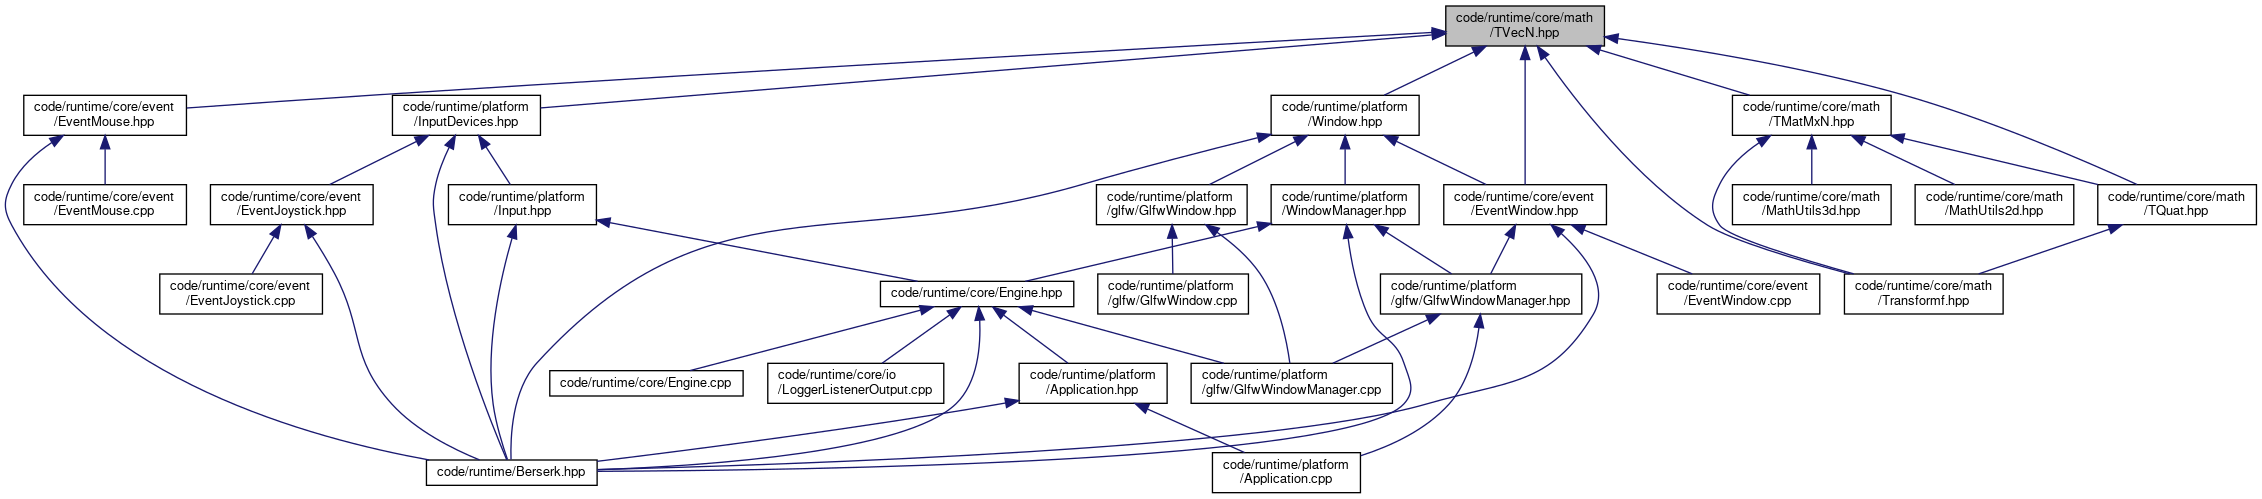 code/runtime/core/math
/TVecN.hpp
code/runtime/core/event
/EventMouse.hpp
code/runtime/platform
/InputDevices.hpp
code/runtime/platform
/Window.hpp
code/runtime/core/math
/TMatMxN.hpp
code/runtime/core/event
/EventMouse.cpp
code/runtime/core/event
/EventJoystick.hpp
code/runtime/platform
/Input.hpp
code/runtime/platform
/glfw/GlfwWindow.hpp
code/runtime/platform
/WindowManager.hpp
code/runtime/core/event
/EventWindow.hpp
code/runtime/core/math
/MathUtils3d.hpp
code/runtime/core/math
/MathUtils2d.hpp
code/runtime/core/math
/TQuat.hpp
code/runtime/core/event
/EventJoystick.cpp
code/runtime/core/Engine.hpp
code/runtime/platform
/glfw/GlfwWindow.cpp
code/runtime/platform
/glfw/GlfwWindowManager.hpp
code/runtime/core/event
/EventWindow.cpp
code/runtime/core/math
/Transformf.hpp
code/runtime/core/Engine.cpp
code/runtime/core/io
/LoggerListenerOutput.cpp
code/runtime/platform
/Application.hpp
code/runtime/platform
/glfw/GlfwWindowManager.cpp
code/runtime/Berserk.hpp
code/runtime/platform
/Application.cpp